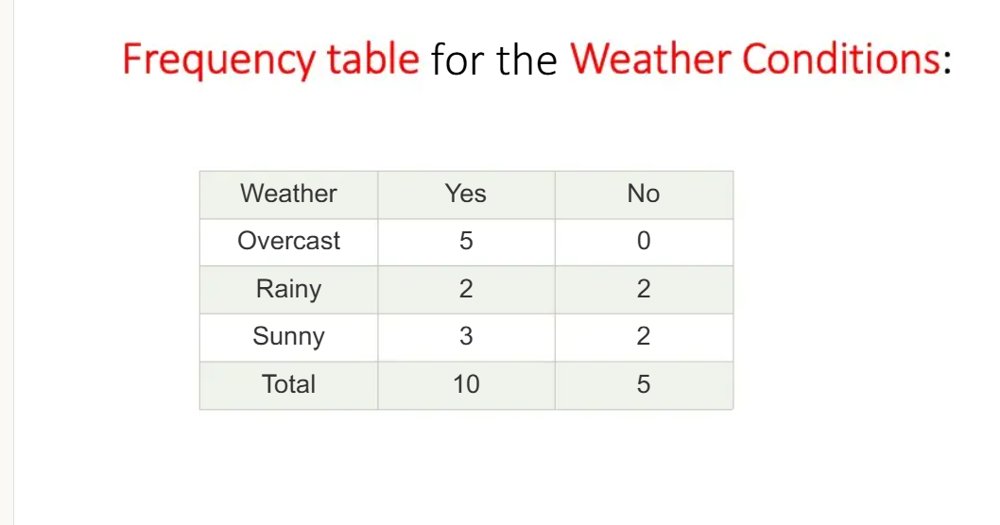 Frequency table for the Weather Conditions:
Weather Yes No
Overcast 5 0
Rainy 2 2
Sunny 3 2
Total 10 5